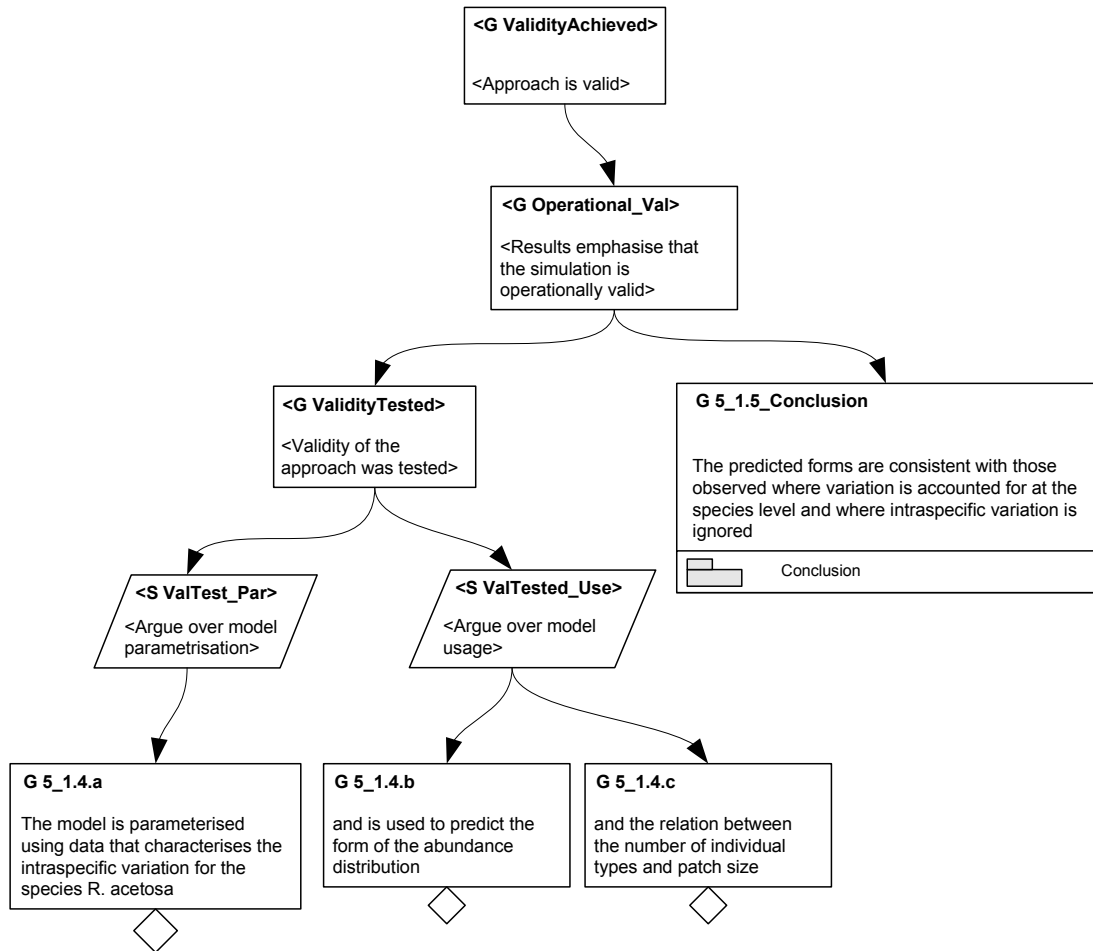 <G ValidityAchieved>
<Approach is valid>
<G Operational_Val>
<Results emphasise that
the simulation is
operationally valid>
<G ValidityTested>
<Validity of the
approach was tested>
G 5_1.5_Conclusion
The predicted forms are consistent with those
observed where variation is accounted for at the
species level and where intraspecific variation is
ignored
Conclusion
<S ValTest_Par>
<Argue over model
parametrisation>
<S ValTested_Use>
<Argue over model
usage>
G 5_1.4.a
The model is parameterised
using data that characterises the
intraspecific variation for the
species R. acetosa
G 5_1.4.b
and is used to predict the
form of the abundance
distribution
G 5_1.4.c
and the relation between
the number of individual
types and patch size